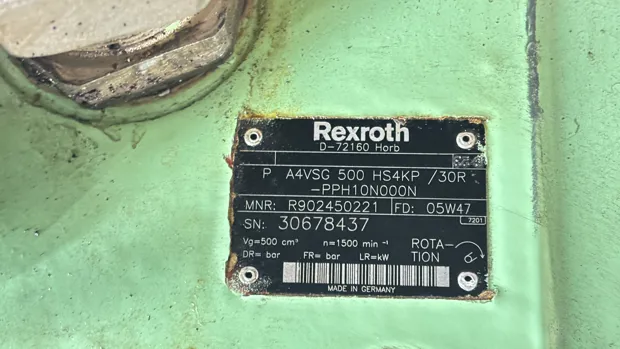 Rexroth
D-72160 Horb
P A4VSG 500 HS4KP /30R
-PPH10N000N
MNR: R902450221 FD: 05W47
SN: 30678437 7201
Vg=500 cm³ n=1500 min⁻¹ ROTA-
DR= bar FR= bar LR=kW TION
MADE IN GERMANY